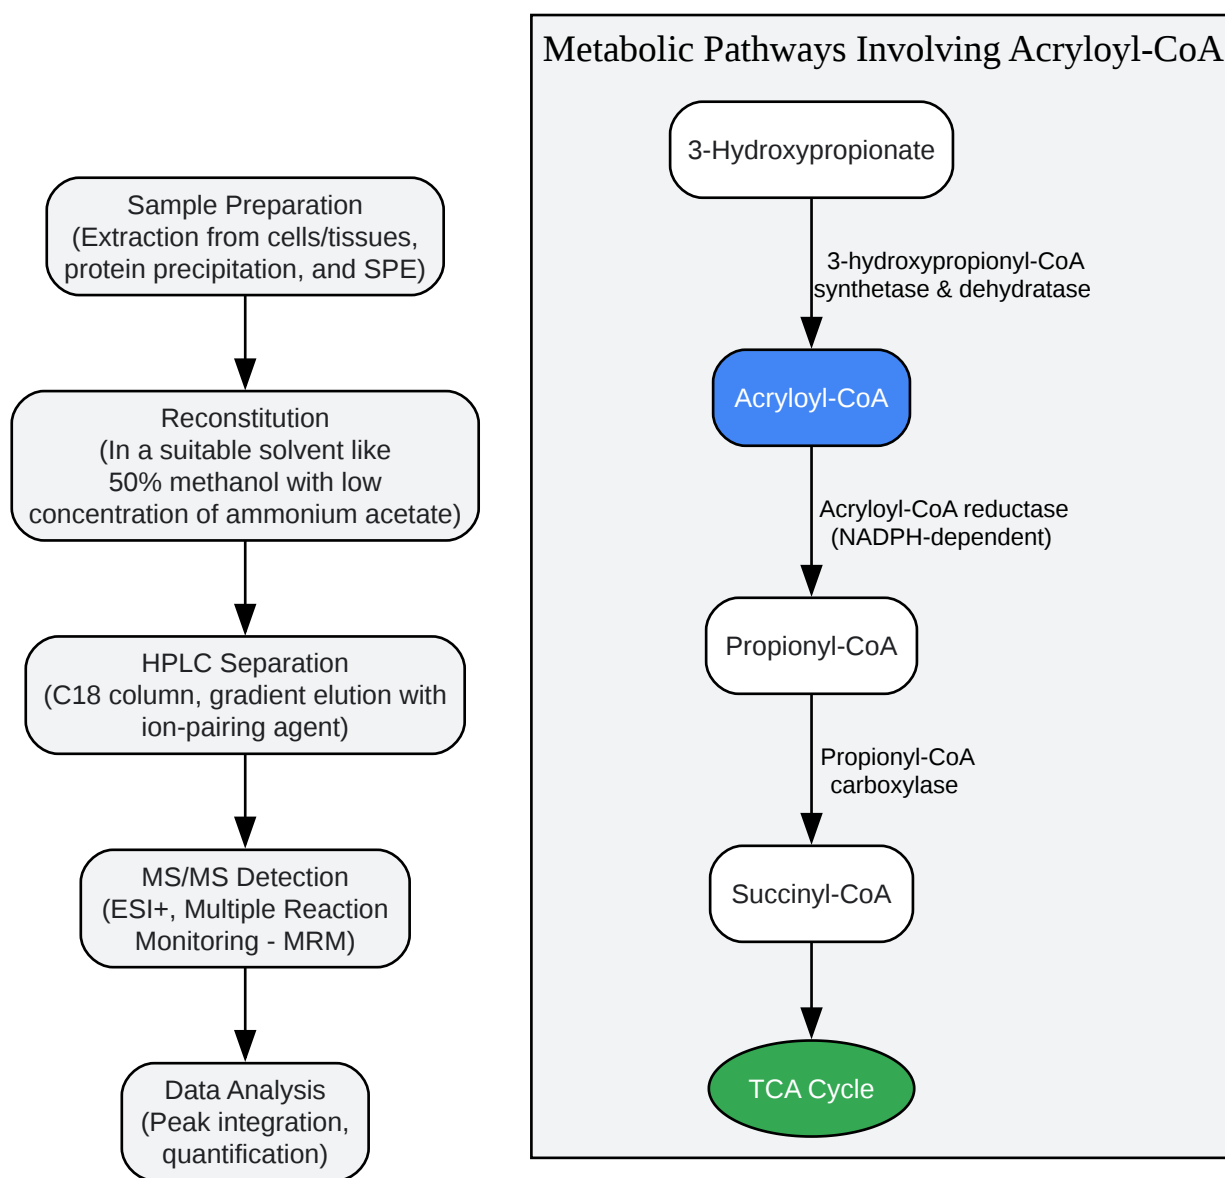 Sample Preparation
(Extraction from cells/tissues,
protein precipitation, and SPE)
Reconstitution
(In a suitable solvent like
50% methanol with low
concentration of ammonium acetate)
HPLC Separation
(C18 column, gradient elution with
ion-pairing agent)
MS/MS Detection
(ESI+, Multiple Reaction
Monitoring - MRM)
Data Analysis
(Peak integration,
quantification)
Metabolic Pathways Involving Acryloyl-CoA
3-Hydroxypropionate
3-hydroxypropionyl-CoA
synthetase & dehydratase
Acryloyl-CoA
Acryloyl-CoA reductase
(NADPH-dependent)
Propionyl-CoA
Propionyl-CoA
carboxylase
Succinyl-CoA
TCA Cycle